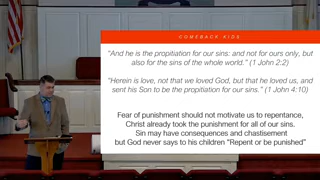 COMEBACK KIDS
"And he is the propitiation for our sins: and not for ours only, but
also for the sins of the whole world." (1 John 2:2)
"Herein is love, not that we loved God, but that he loved us, and
sent his Son to be the propitiation for our sins." (1 John 4:10)
Fear of punishment should not motivate us to repentance,
Christ already took the punishment for all of our sins.
Sin may have consequences and chastisement
but God never says to his children "Repent or be punished"